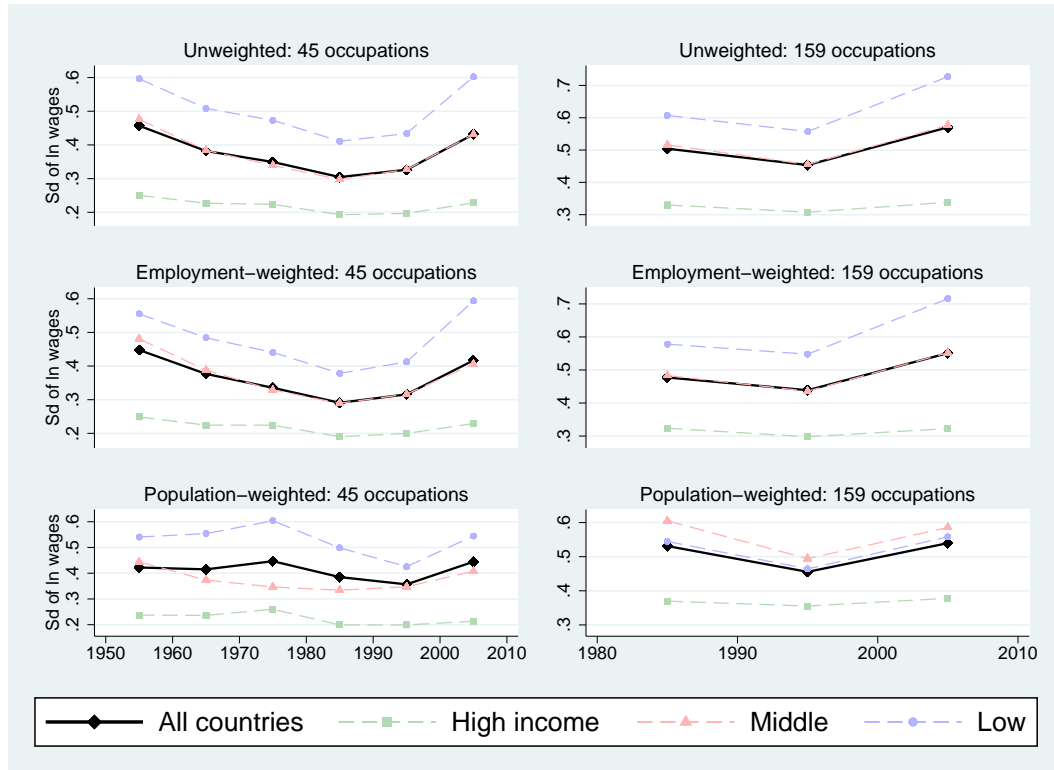 Unweighted: 45 occupations
Sd of ln wages
.2 .3 .4 .5 .6
Unweighted: 159 occupations
.3 .4 .5 .6 .7
Employment−weighted: 45 occupations
Sd of ln wages
.2 .3 .4 .5 .6
Employment−weighted: 159 occupations
.3 .4 .5 .6 .7
Population−weighted: 45 occupations
Sd of ln wages
.2 .3 .4 .5 .6
1950 1960 1970 1980 1990 2000 2010
Population−weighted: 159 occupations
.3 .4 .5 .6
1980 1990 2000 2010
All countries High income Middle Low